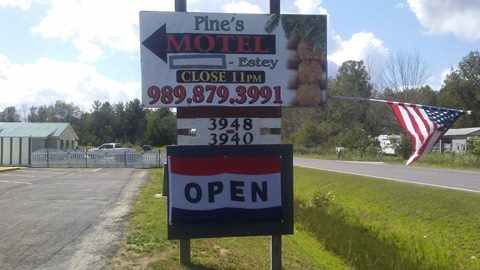 Pine's
MOTEL
- Estey
CLOSE 11PM
989.879.3991
3948
3940
OPEN